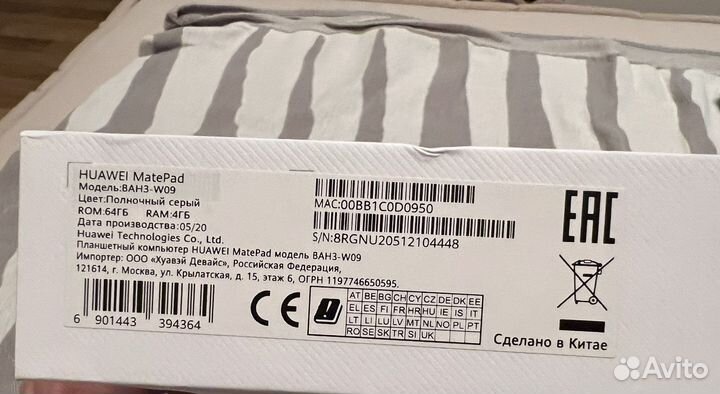 HUAWEI MatePad
Модель:BAH3-W09
Цвет:Полночный серый
ROM:64ГБ RAM:4ГБ
Дата производства:05/20
Huawei Technologies Co., Ltd.
Планшетный компьютер HUAWEI MatePad модель BAH3-W09
Импортер: ООО «Хуавэй Девайс», Российская Федерация,
121614, г. Москва, ул. Крылатская, д. 15, этаж 6, ОГРН 1197746650595.
MAC:00BB1C0D0950
S/N:8RGNU20512104448
EAC
6 901443 394364
CE
AT BE BG CH CY CZ DE DK EE
EL ES FI FR HR HU IE IS IT
LT LI LU LV MT NL NO PL PT
RO SE SK TR SI UK
Сделано в Китае
Avito